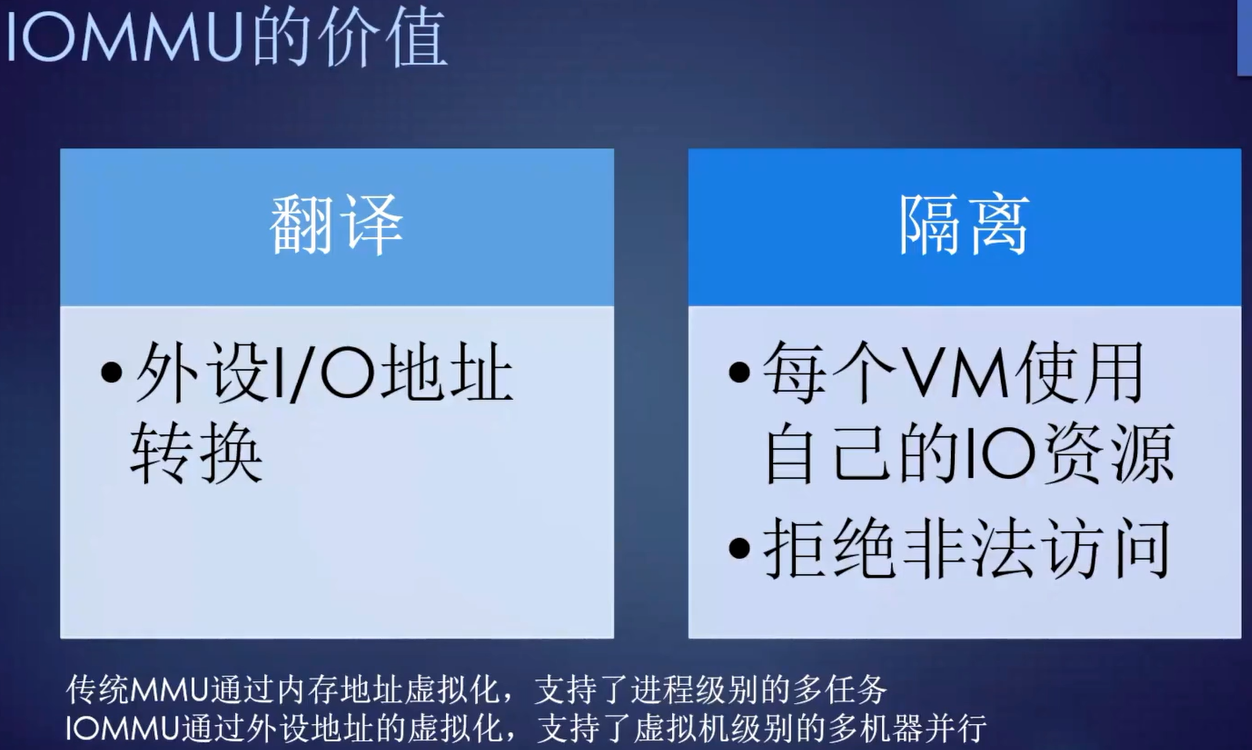 IOMMU的价值
翻译
•外设I/O地址
转换
隔离
•每个VM使用
自己的IO资源
•拒绝非法访问
传统MMU通过内存地址虚拟化，支持了进程级别的多任务
IOMMU通过外设地址的虚拟化，支持了虚拟机级别的多机器并行